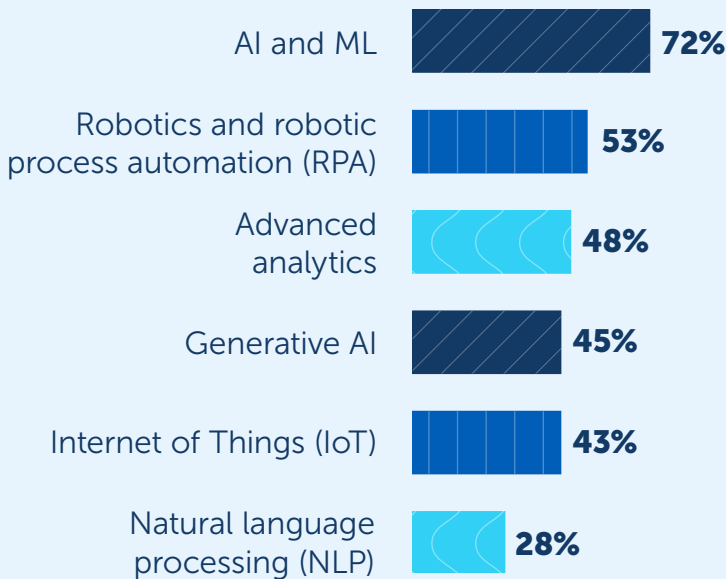 AI and ML 72%
Robotics and robotic
process automation (RPA) 53%
Advanced
analytics 48%
Generative AI 45%
Internet of Things (IoT) 43%
Natural language
processing (NLP) 28%